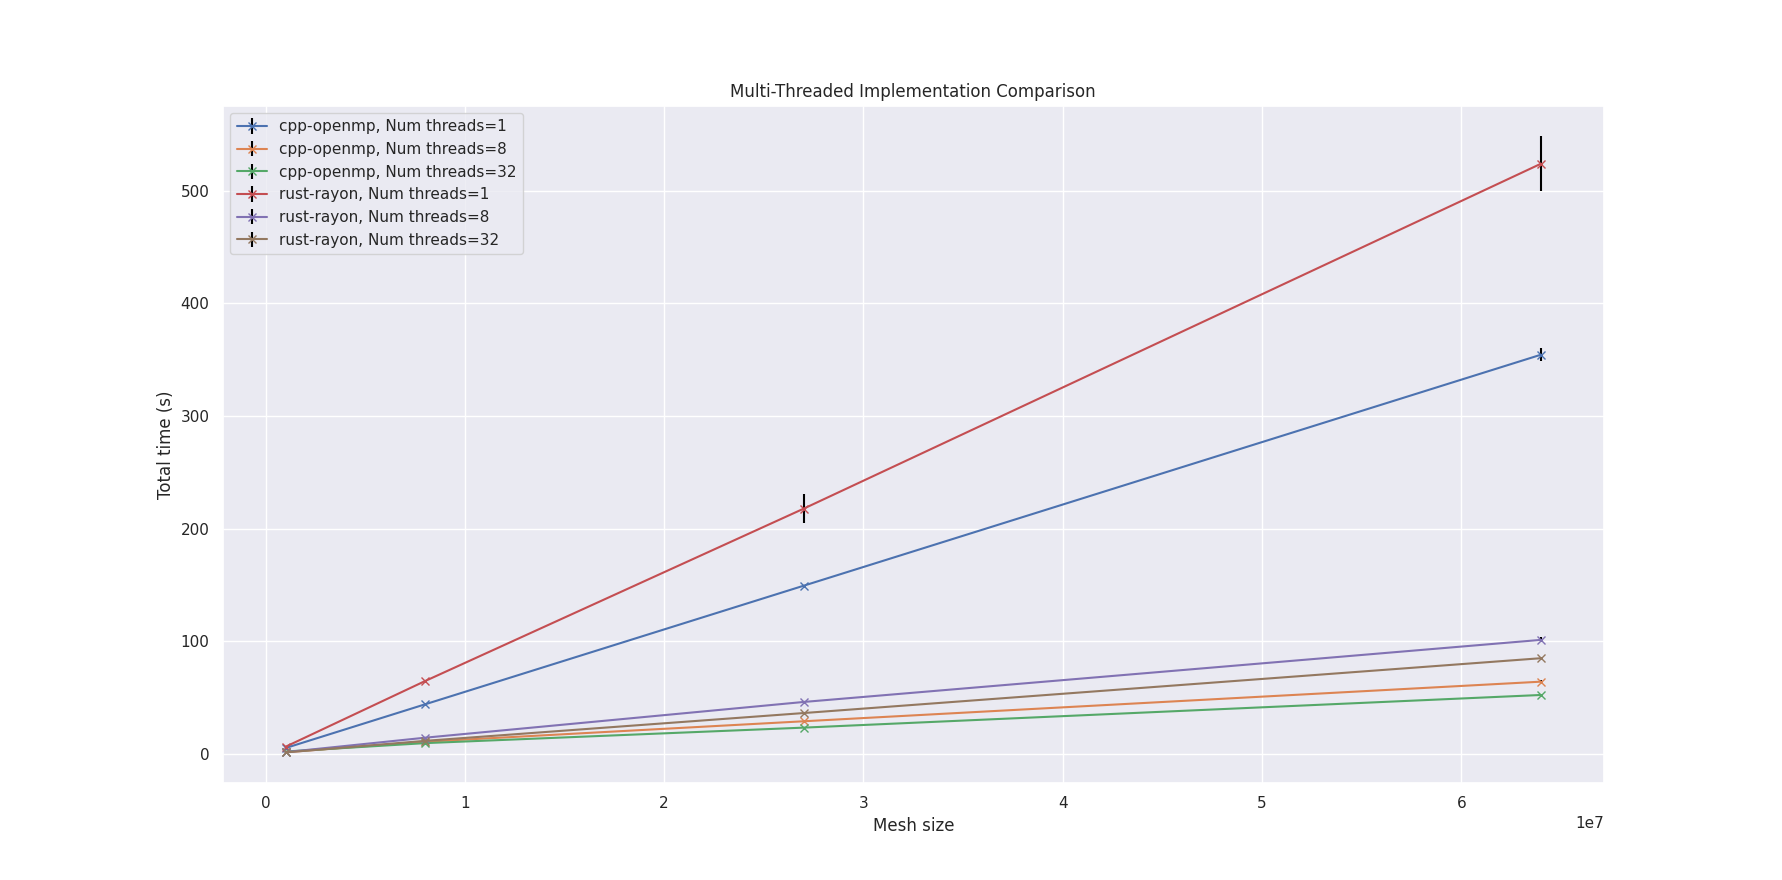 Multi-Threaded Implementation Comparison
cpp-openmp, Num threads=1
cpp-openmp, Num threads=8
cpp-openmp, Num threads=32
rust-rayon, Num threads=1
rust-rayon, Num threads=8
rust-rayon, Num threads=32
500
400
300
200
100
0
Total time (s)
0 1 2 3 4 5 6
1e7
Mesh size